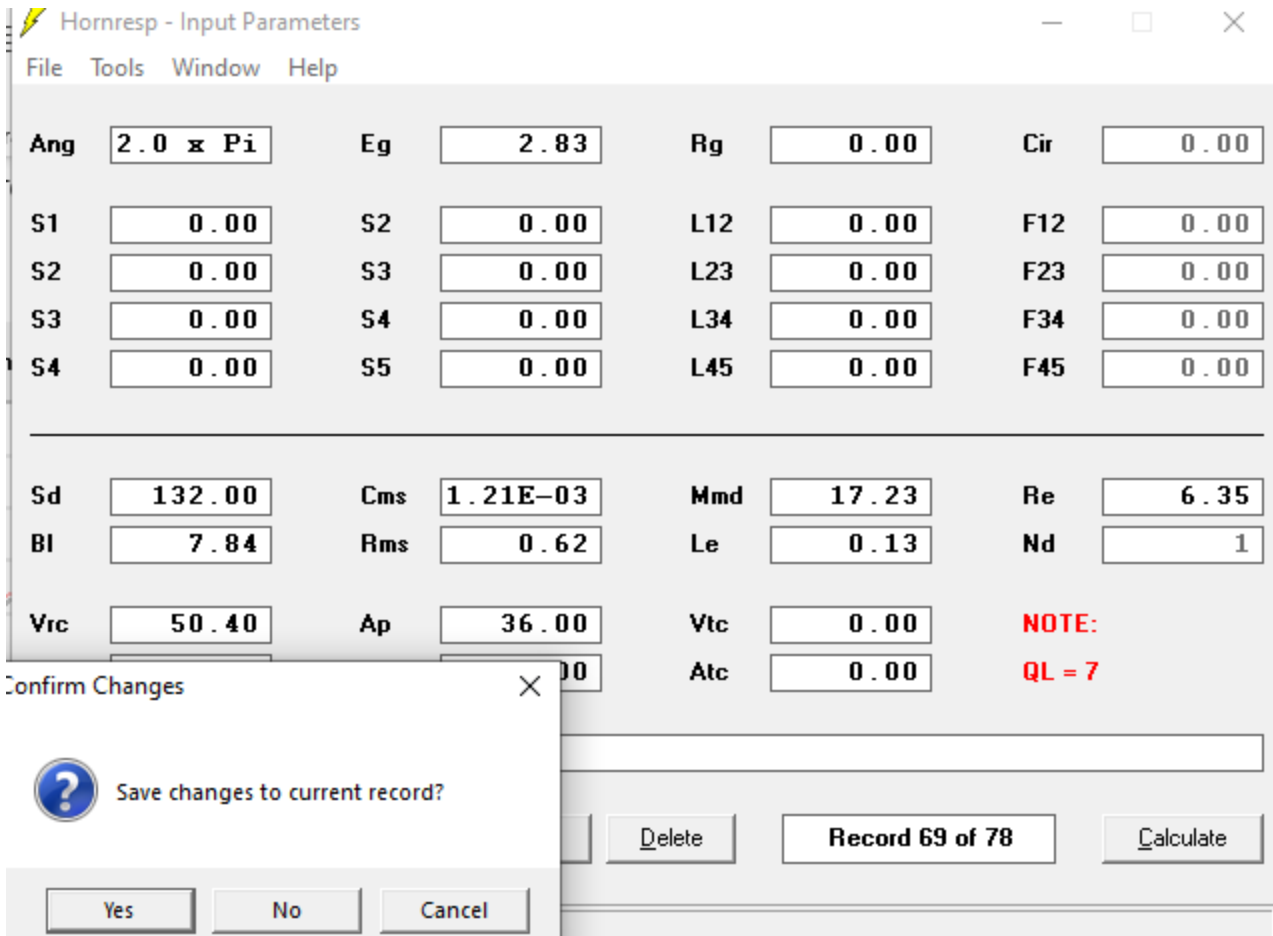 Hornresp - Input Parameters
File Tools Window Help
Ang 2.0 x Pi Eg 2.83 Rg 0.00 Cir 0.00
S1 0.00 S2 0.00 L12 0.00 F12 0.00
S2 0.00 S3 0.00 L23 0.00 F23 0.00
S3 0.00 S4 0.00 L34 0.00 F34 0.00
S4 0.00 S5 0.00 L45 0.00 F45 0.00
Sd 132.00 Cms 1.21E-03 Mmd 17.23 Re 6.35
Bl 7.84 Rms 0.62 Le 0.13 Nd 1
Vrc 50.40 Ap 36.00 Vtc 0.00 NOTE:
Atc 0.00 QL = 7
Confirm Changes
Save changes to current record?
Delete Record 69 of 78 Calculate
Yes No Cancel